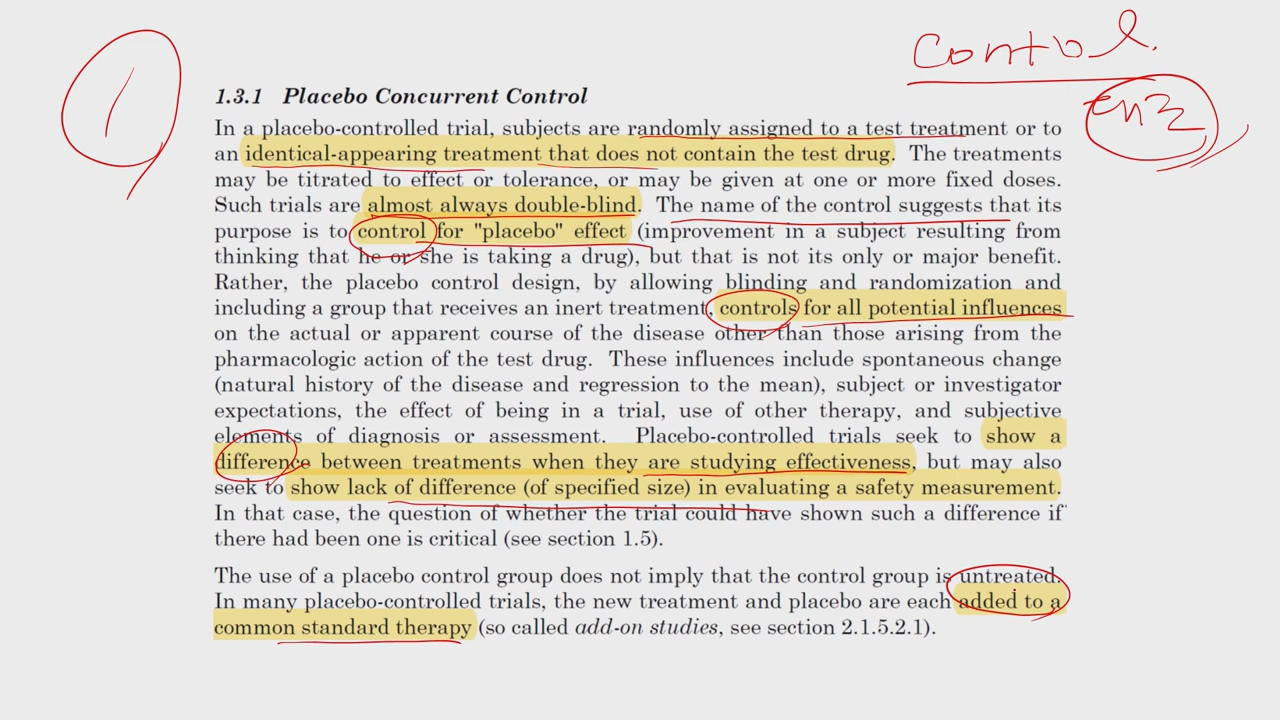 Control.
1
1.3.1 Placebo Concurrent Control
In a placebo-controlled trial, subjects are randomly assigned to a test treatment or to
an identical-appearing treatment that does not contain the test drug. The treatments
may be titrated to effect or tolerance, or may be given at one or more fixed doses.
Such trials are almost always double-blind. The name of the control suggests that its
purpose is to control for "placebo" effect (improvement in a subject resulting from
thinking that he or she is taking a drug), but that is not its only or major benefit.
Rather, the placebo control design, by allowing blinding and randomization and
including a group that receives an inert treatment, controls for all potential influences
on the actual or apparent course of the disease other than those arising from the
pharmacologic action of the test drug. These influences include spontaneous change
(natural history of the disease and regression to the mean), subject or investigator
expectations, the effect of being in a trial, use of other therapy, and subjective
elements of diagnosis or assessment. Placebo-controlled trials seek to show a
difference between treatments when they are studying effectiveness, but may also
seek to show lack of difference (of specified size) in evaluating a safety measurement.
In that case, the question of whether the trial could have shown such a difference if
there had been one is critical (see section 1.5).
The use of a placebo control group does not imply that the control group is untreated.
In many placebo-controlled trials, the new treatment and placebo are each added to a
common standard therapy (so called add-on studies, see section 2.1.5.2.1).